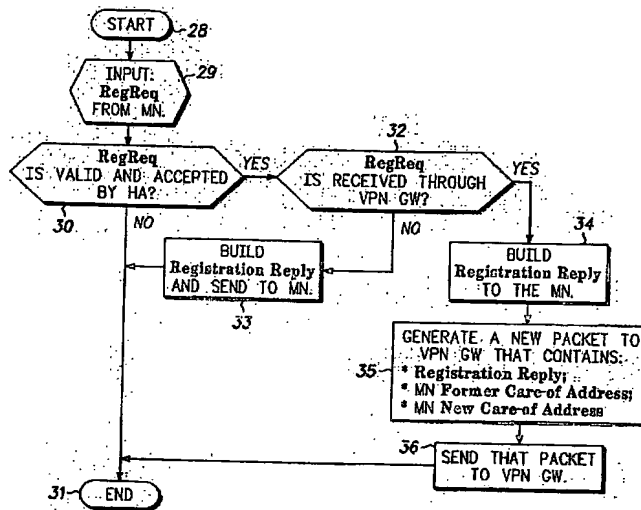 START
28
INPUT:
RegReq
FROM MN.
29
RegReq
IS VALID AND ACCEPTED
BY HA?
30
YES
NO
32
RegReq
IS RECEIVED THROUGH
VPN GW?
YES
NO
BUILD
Registration Reply
AND SEND TO MN.
33
34
BUILD
Registration Reply
TO THE MN.
GENERATE A NEW PACKET TO
VPN GW THAT CONTAINS:
* Registration Reply;
* MN Former Care-of Address;
* MN New Care-of Address
35
36
SEND THAT PACKET
TO VPN GW.
31
END